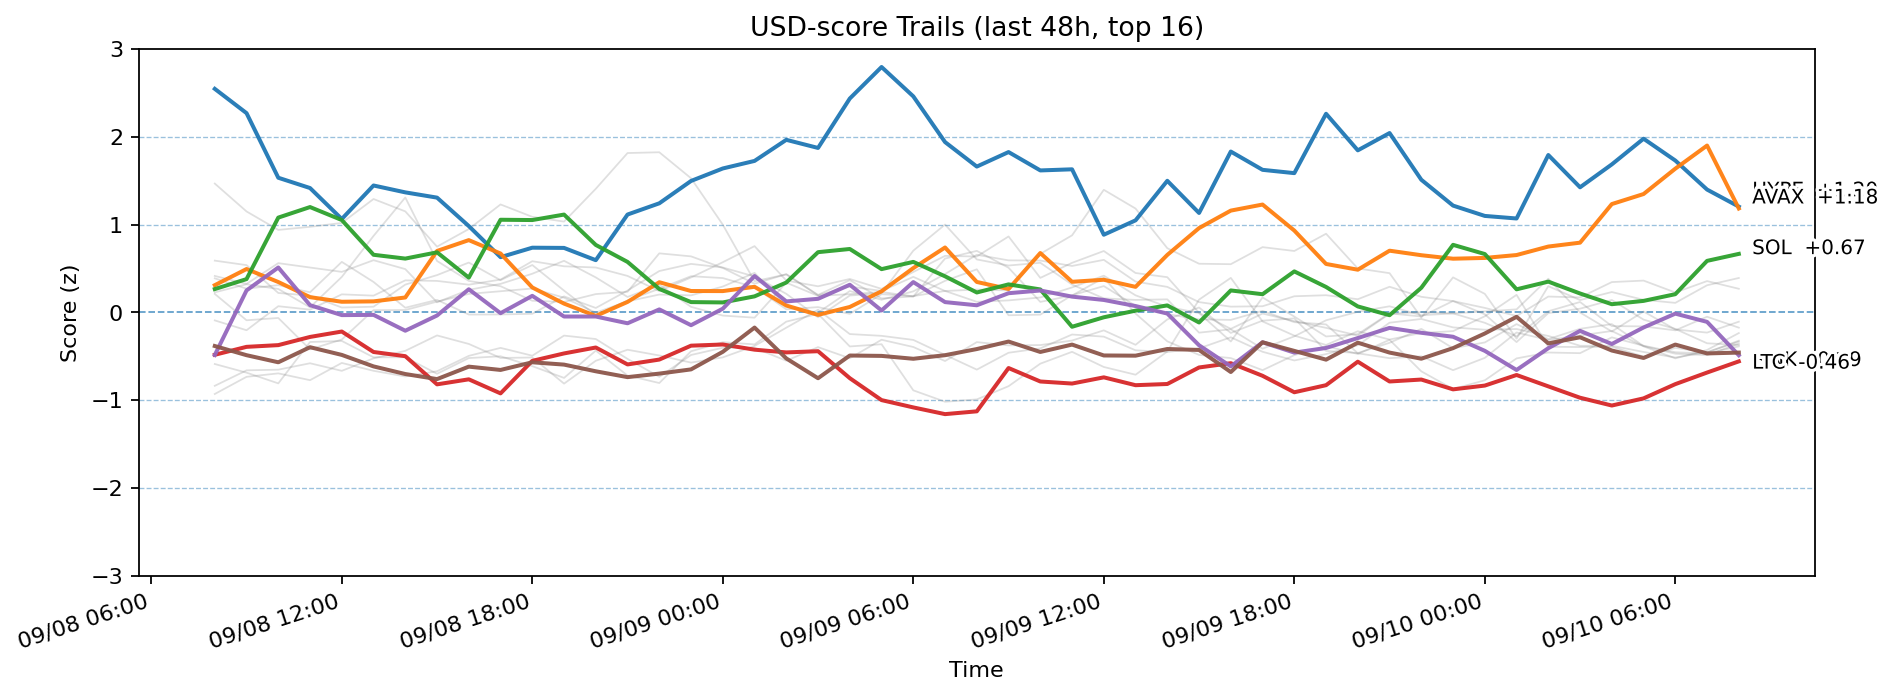 USD-score Trails (last 48h, top 16)
3
2
1
0
−1
−2
−3
Score (z)
AVAX +1.18
SOL +0.67
LTC
09/08 06:00
09/08 12:00
09/08 18:00
09/09 00:00
09/09 06:00
09/09 12:00
09/09 18:00
09/10 00:00
09/10 06:00
Time